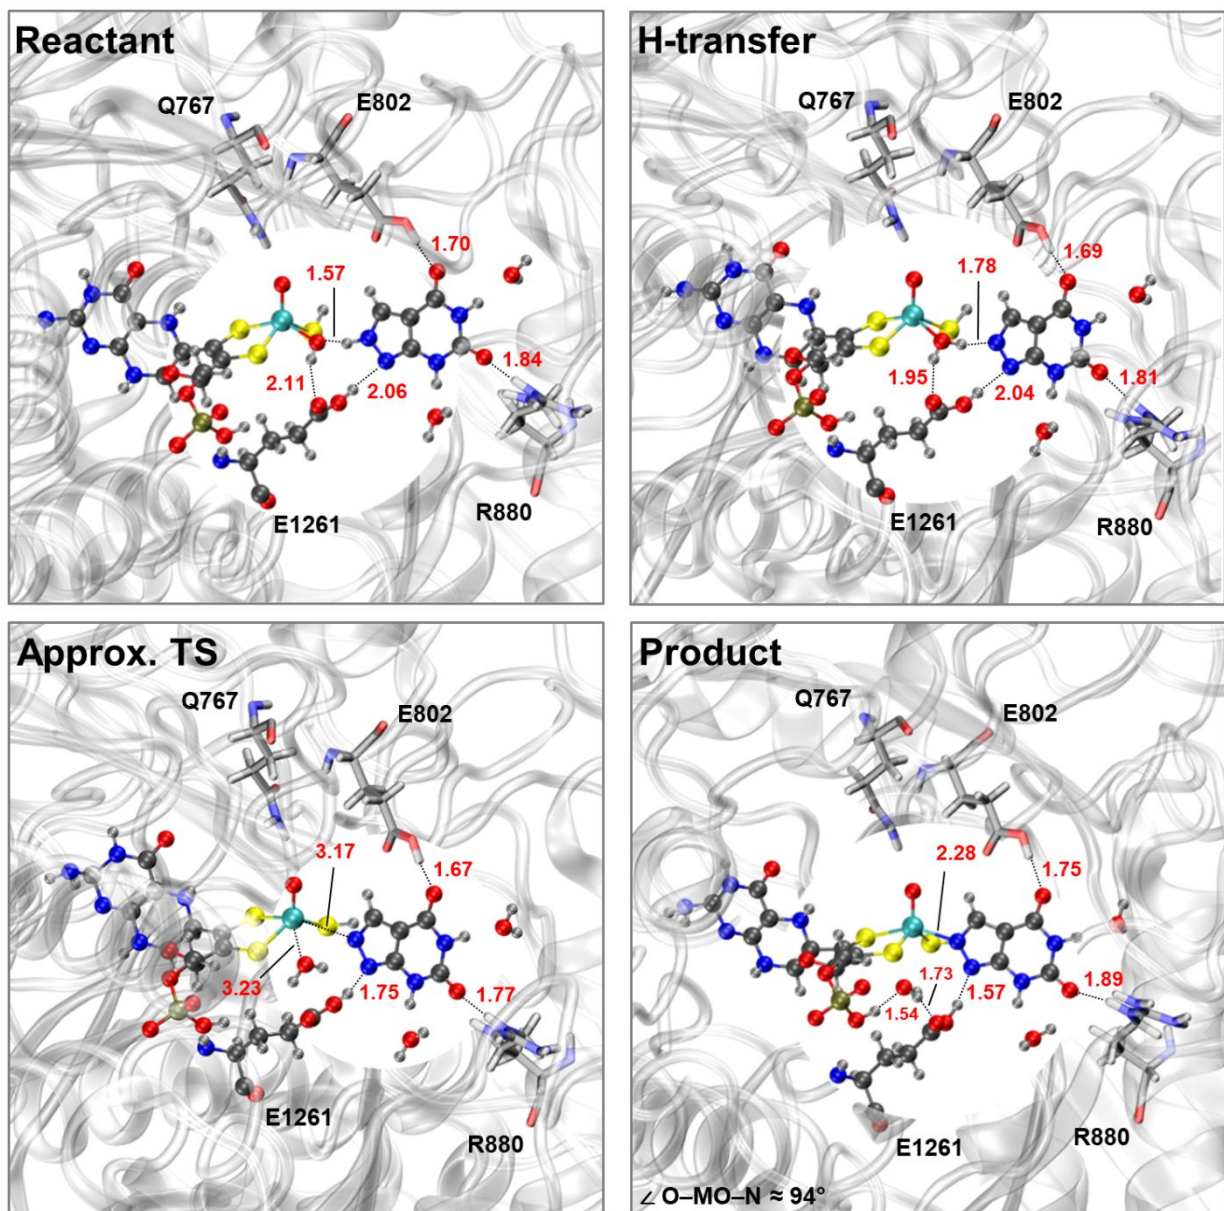 Reactant
Q767
E802
1.70
1.57
1.84
2.11
2.06
E1261
R880
H-transfer
Q767
E802
1.69
1.78
1.95
2.04
1.81
E1261
R880
Approx. TS
Q767
E802
3.17
1.67
3.23
1.75
1.77
E1261
R880
Product
Q767
E802
2.28
1.75
1.73
1.57
1.89
1.54
E1261
R880
∠ O–MO–N ≈ 94°